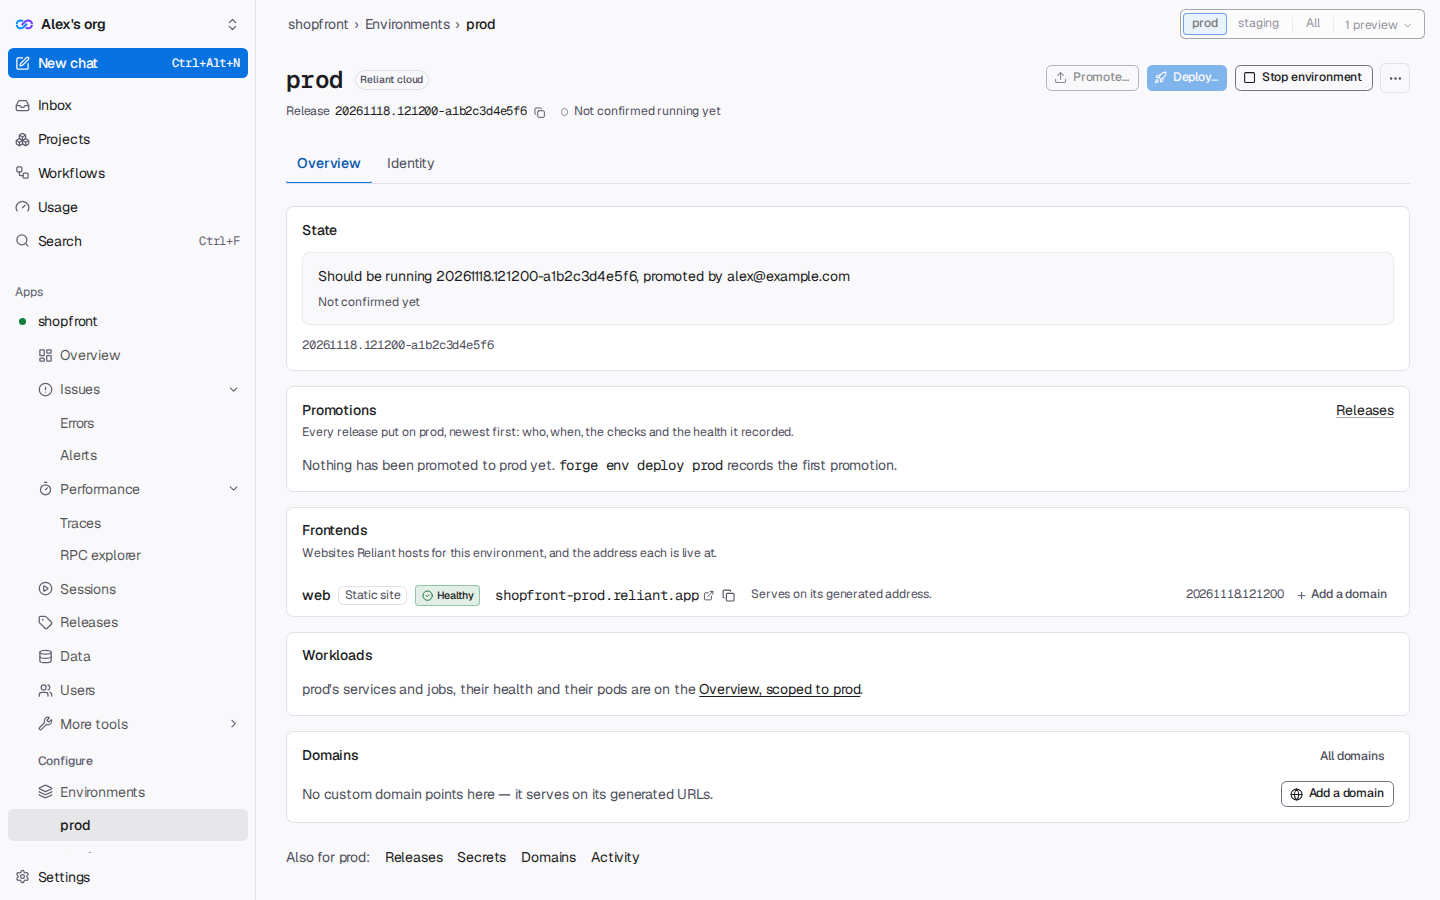 Alex's org
New chat Ctrl+Alt+N
Inbox
Projects
Workflows
Usage
Search Ctrl+F
Apps
shopfront
Overview
Issues
Errors
Alerts
Performance
Traces
RPC explorer
Sessions
Releases
Data
Users
More tools
Configure
Environments
prod
Settings
shopfront › Environments › prod
prod staging All 1 preview
prod Reliant cloud
Promote… Deploy… Stop environment
Release 20261118.121200-a1b2c3d4e5f6 Not confirmed running yet
Overview Identity
State
Should be running 20261118.121200-a1b2c3d4e5f6, promoted by alex@example.com
Not confirmed yet
20261118.121200-a1b2c3d4e5f6
Promotions Releases
Every release put on prod, newest first: who, when, the checks and the health it recorded.
Nothing has been promoted to prod yet. forge env deploy prod records the first promotion.
Frontends
Websites Reliant hosts for this environment, and the address each is live at.
web Static site Healthy shopfront-prod.reliant.app Serves on its generated address. 20261118.121200 + Add a domain
Workloads
prod's services and jobs, their health and their pods are on the Overview, scoped to prod.
Domains All domains
No custom domain points here — it serves on its generated URLs. Add a domain
Also for prod: Releases Secrets Domains Activity